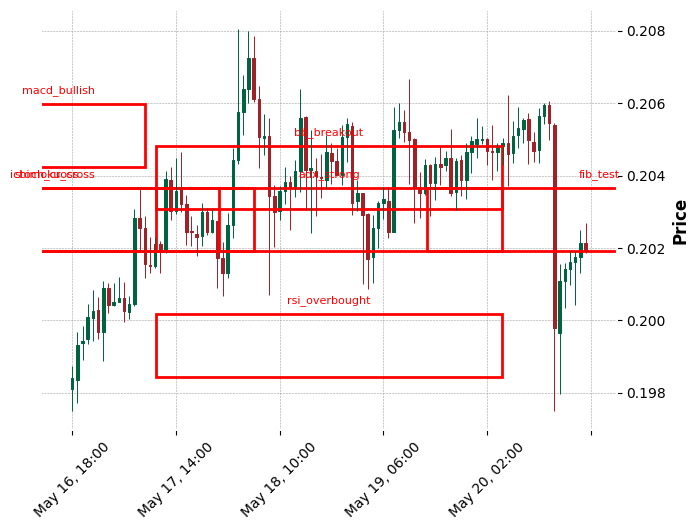 0.208
macd_bullish
0.206
bb_breakout
0.204
stoch_cross
adx_strong
fib_test
0.202
rsi_overbought
0.200
0.198
Price
May 16, 18:00
May 17, 14:00
May 18, 10:00
May 19, 06:00
May 20, 02:00